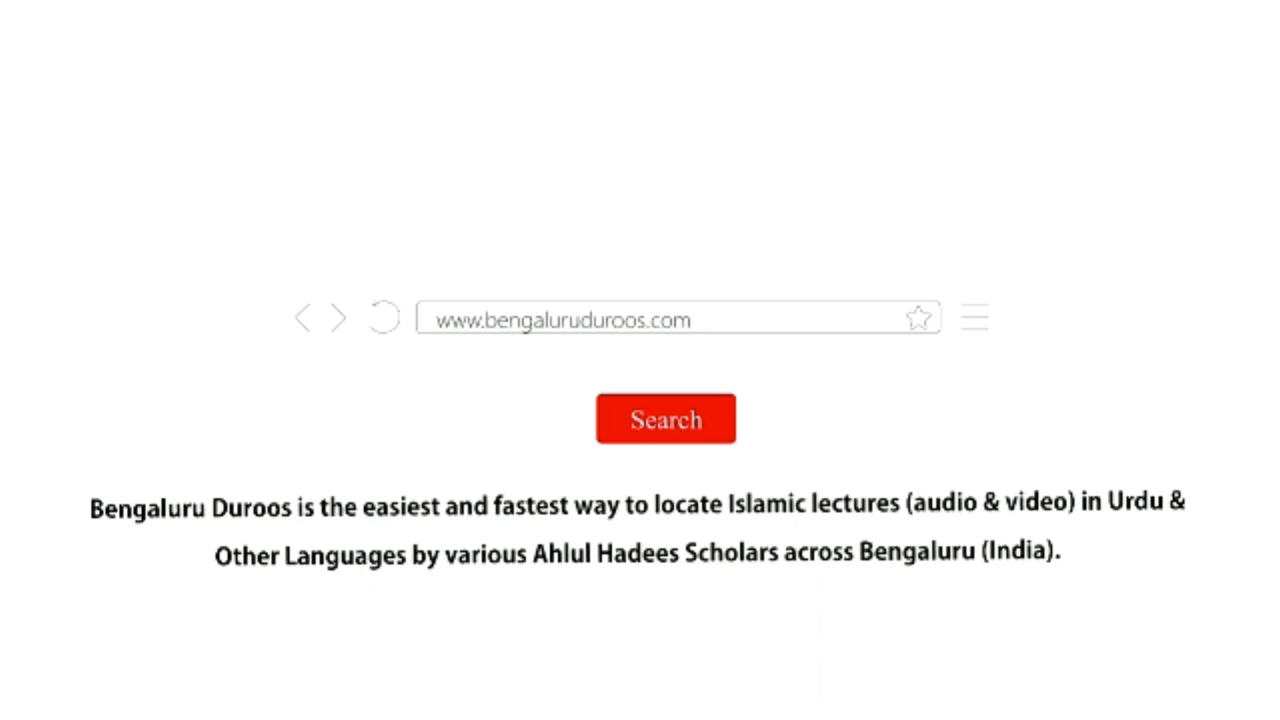 www.bengaluruduroos.com
Search
Bengaluru Duroos is the easiest and fastest way to locate Islamic lectures (audio & video) in Urdu &
Other Languages by various Ahlul Hadees Scholars across Bengaluru (India).